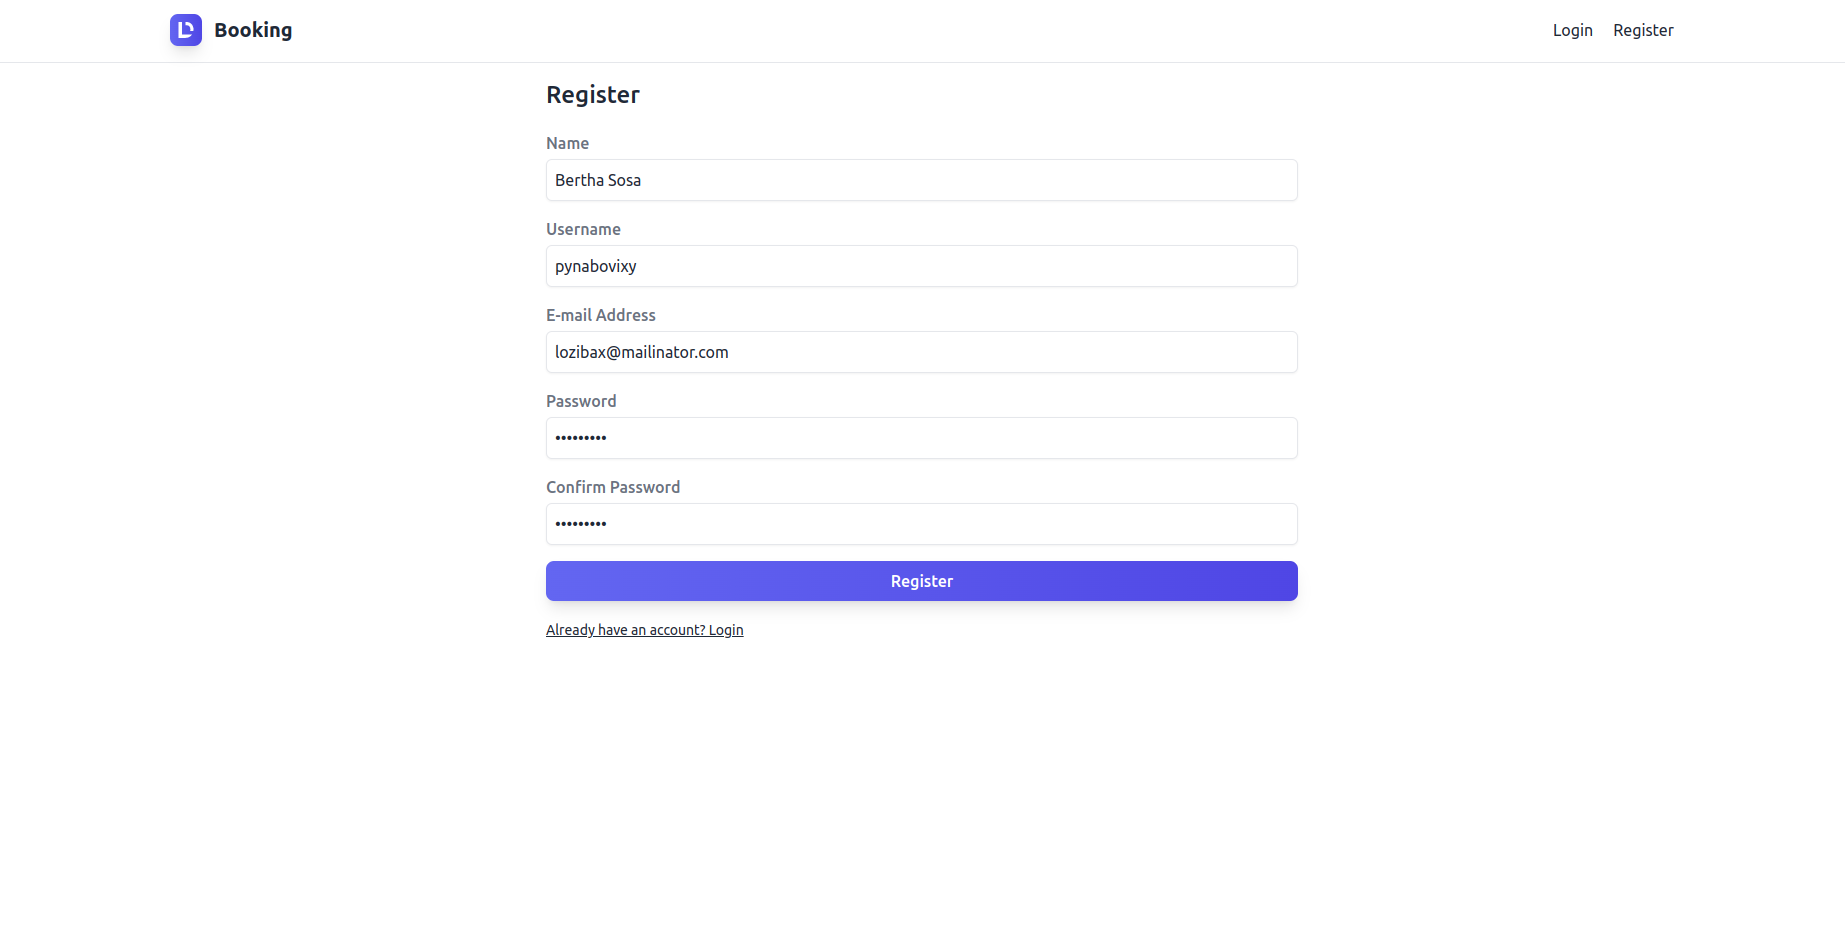 Booking
Login Register
Register
Name
Bertha Sosa
Username
pynabovixy
E-mail Address
lozibax@mailinator.com
Password
•••••••••
Confirm Password
•••••••••
Register
Already have an account? Login